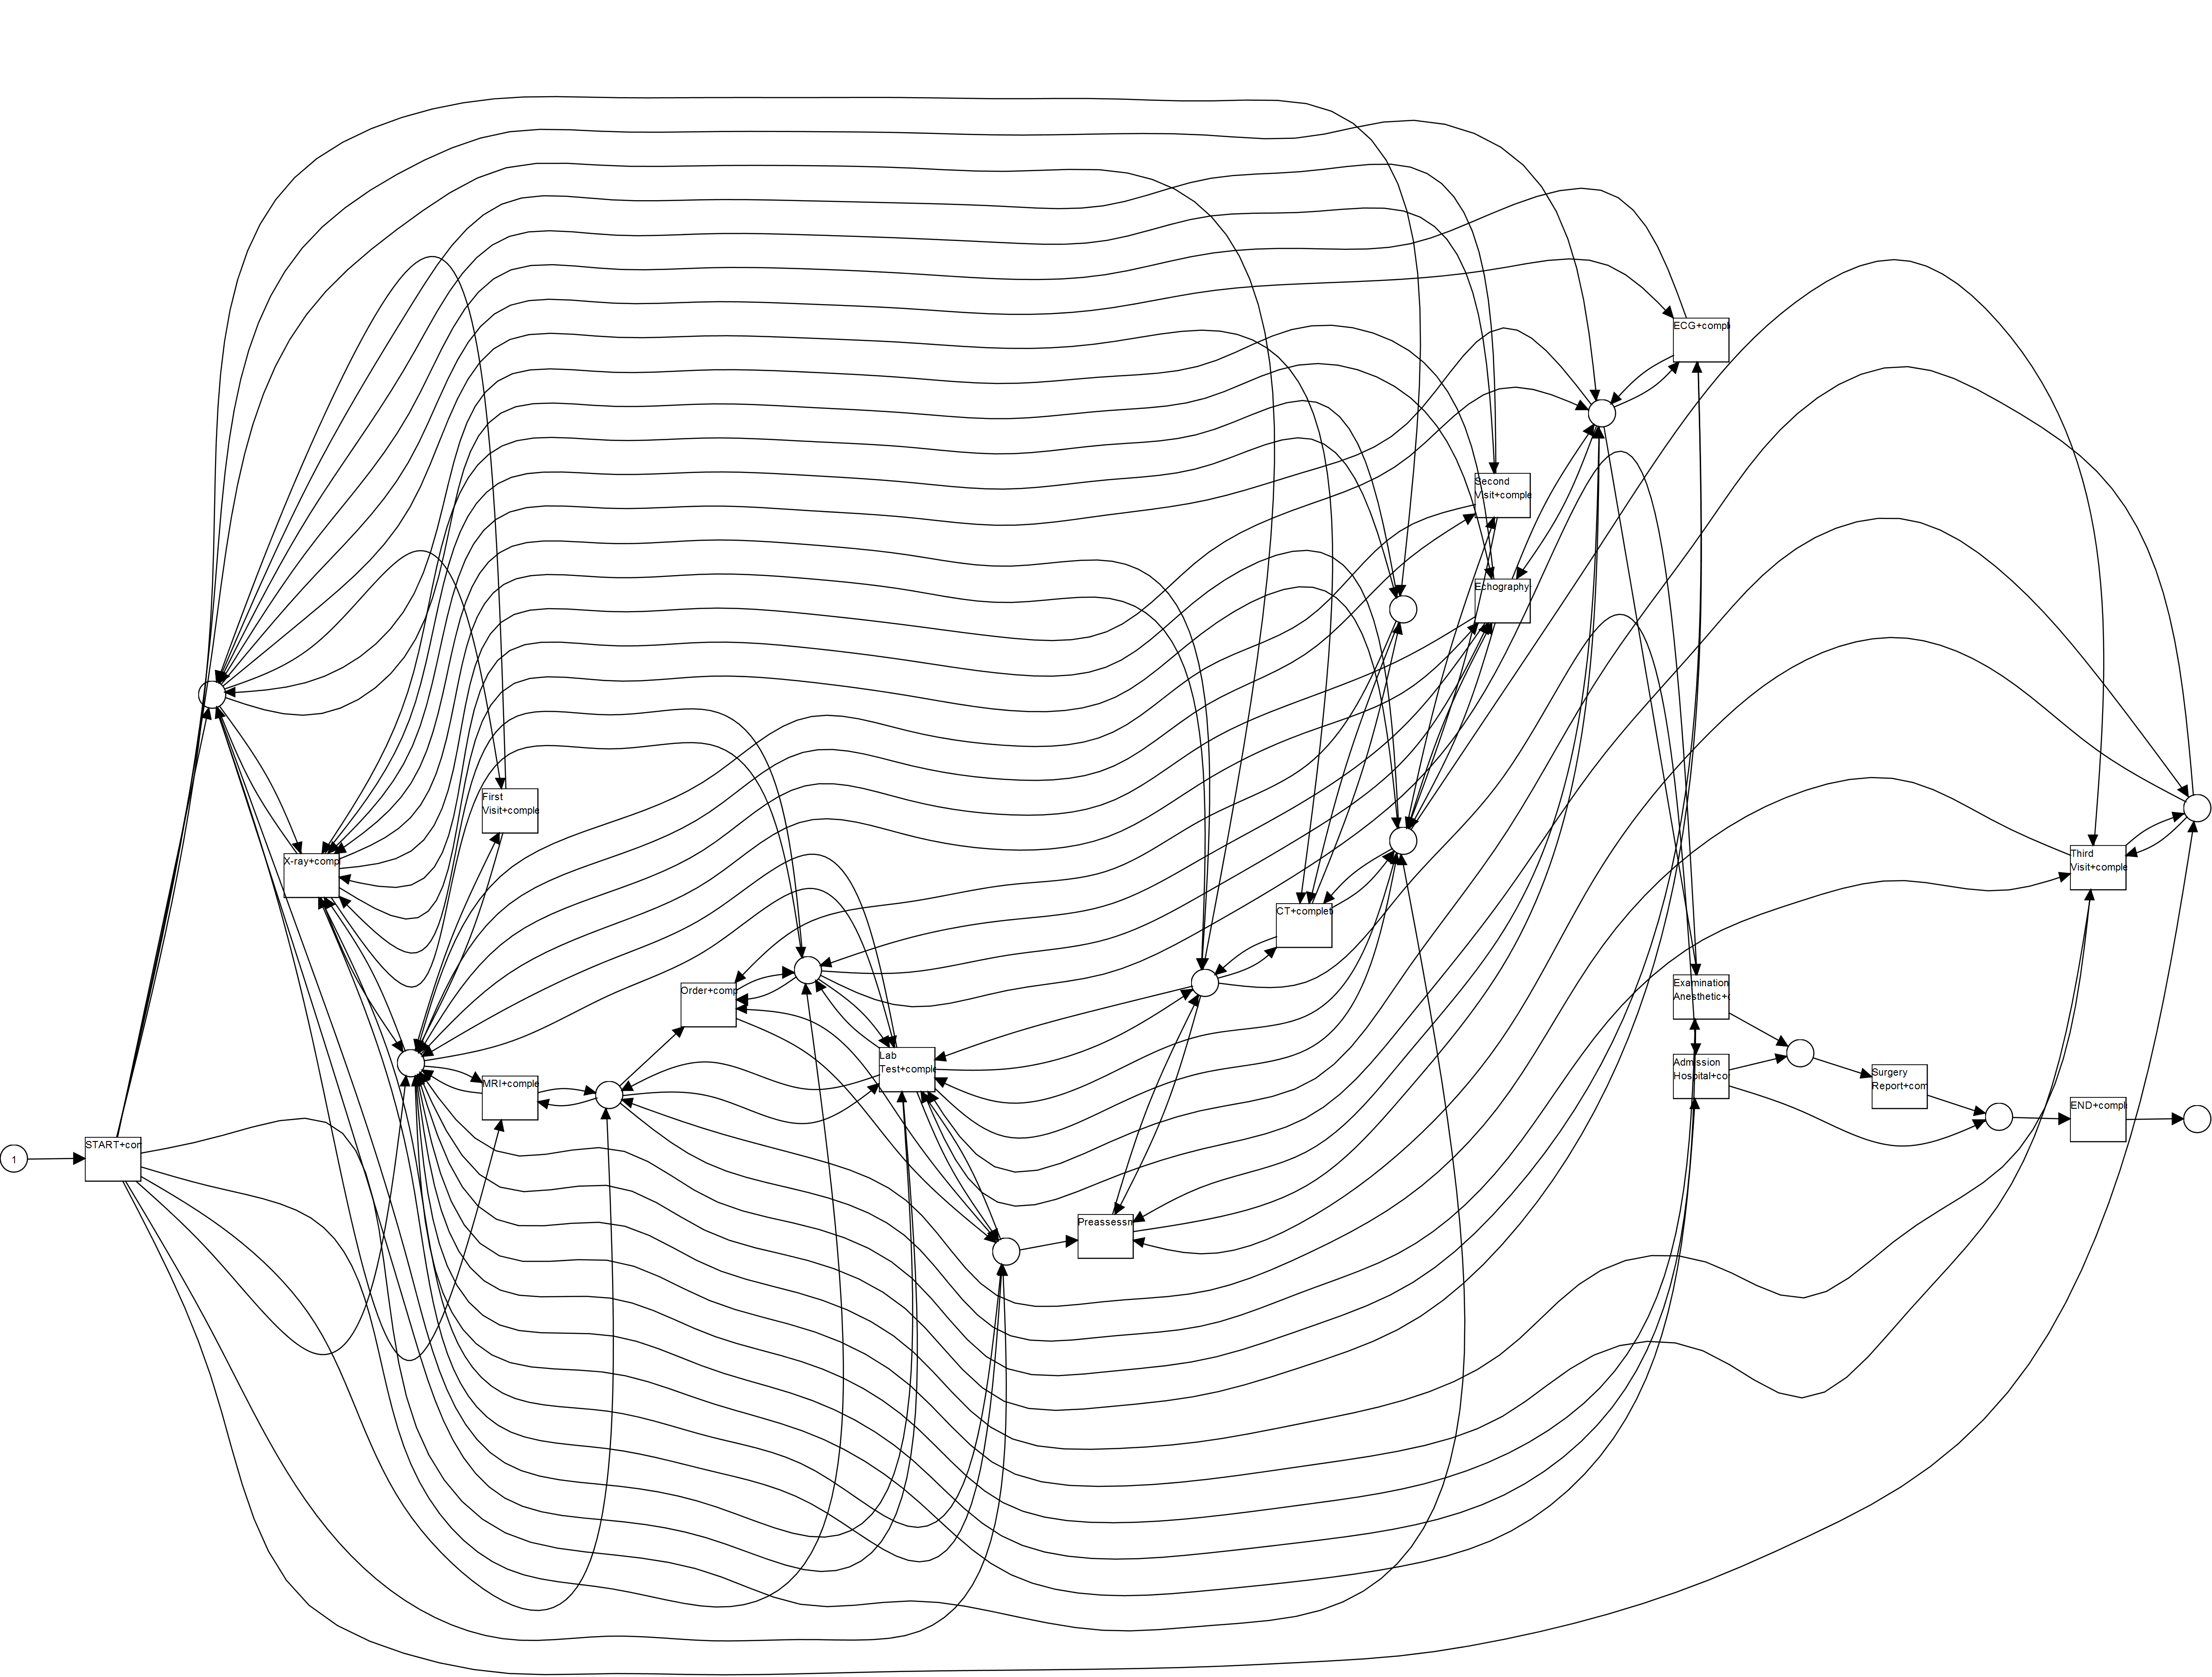 ECG+compl
Second
Visit+comple
Echography-
First
Visit+comple
X-ray+comp
Third
Visit+comple
CT+complet
Order+comp
Examination
Anesthetic+c
Lab
Test+comple
Admission
Hospital+co
MRI+comple
Surgery
Report+com
END+compl
START+con
1
Preassessn